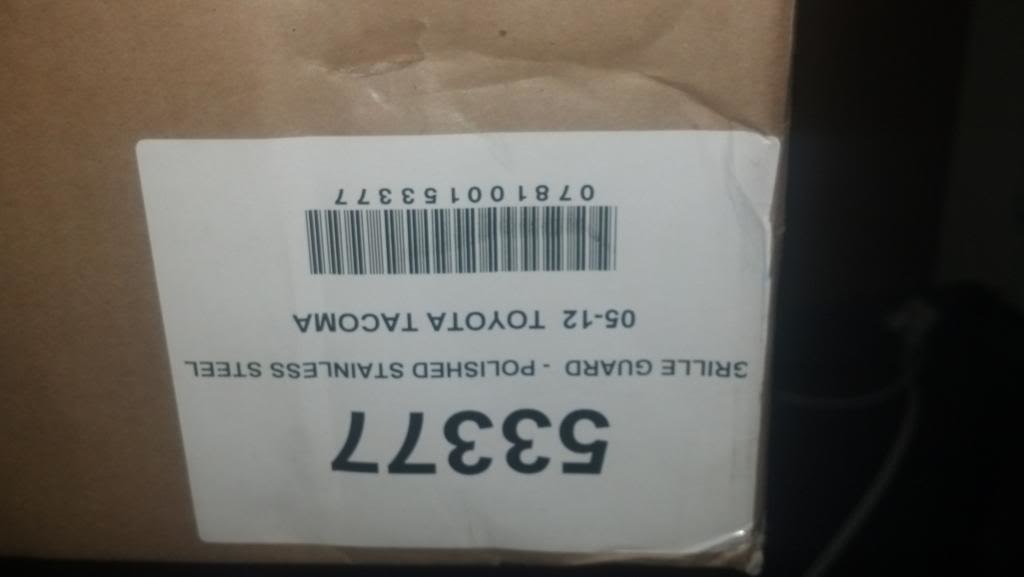 53377
GRILLE GUARD - POLISHED STAINLESS STEEL
05-12 TOYOTA TACOMA
078100153377